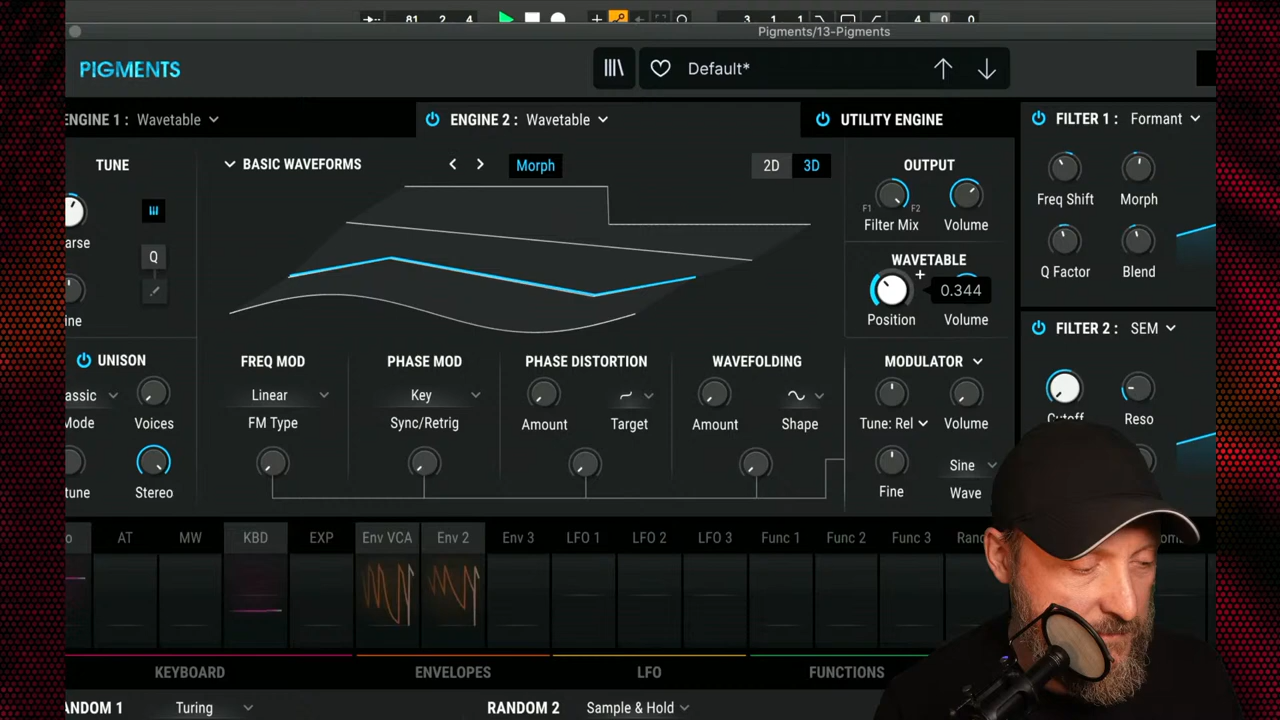 81 2 4 3 1 1 4 0 0
Pigments/13-Pigments
PIGMENTS
Default*
ENGINE 1 : Wavetable
ENGINE 2 : Wavetable
UTILITY ENGINE
FILTER 1 : Formant
TUNE
BASIC WAVEFORMS
Morph
2D 3D
OUTPUT
F1 F2
Filter Mix Volume
Freq Shift Morph
arse
Q
WAVETABLE
0.344
Position Volume
Q Factor Blend
ine
FILTER 2 : SEM
UNISON
FREQ MOD
PHASE MOD
PHASE DISTORTION
WAVEFOLDING
MODULATOR
assic
Linear
Key
Mode Voices
FM Type
Sync/Retrig
Amount Target
Amount Shape
Tune: Rel Volume
Cutoff Reso
tune Stereo
Sine
Fine Wave
AT MW KBD EXP Env VCA Env 2 Env 3 LFO 1 LFO 2 LFO 3 Func 1 Func 2 Func 3
KEYBOARD ENVELOPES LFO FUNCTIONS
ANDOM 1 Turing
RANDOM 2 Sample & Hold